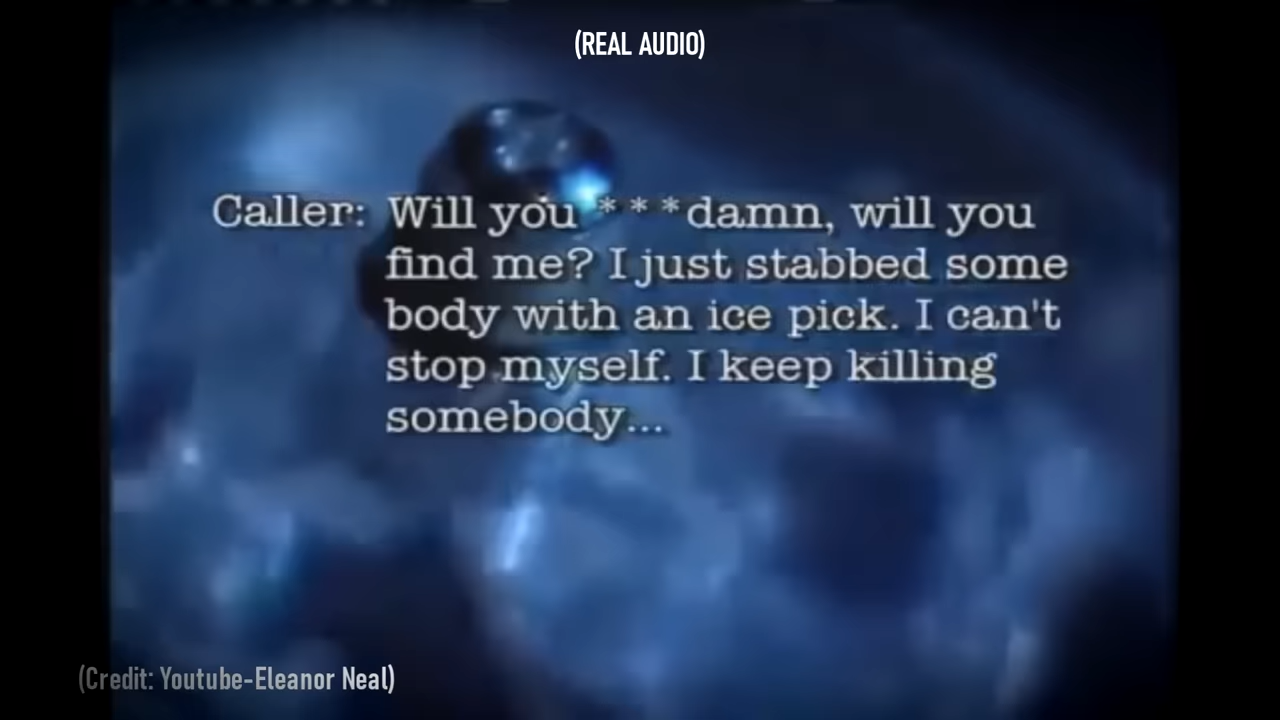 (REAL AUDIO)
Caller: Will you ***damn, will you
find me? I just stabbed some
body with an ice pick. I can't
stop myself. I keep killing
somebody...
(Credit: Youtube-Eleanor Neal)